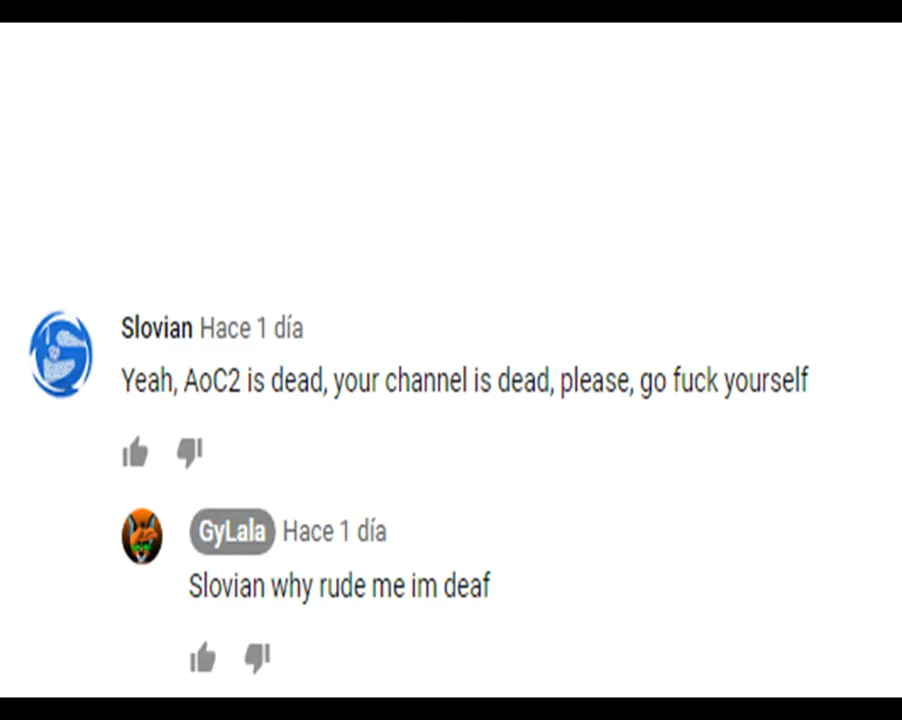 Slovian Hace 1 día
Yeah, AoC2 is dead, your channel is dead, please, go fuck yourself
GyLala Hace 1 día
Slovian why rude me im deaf